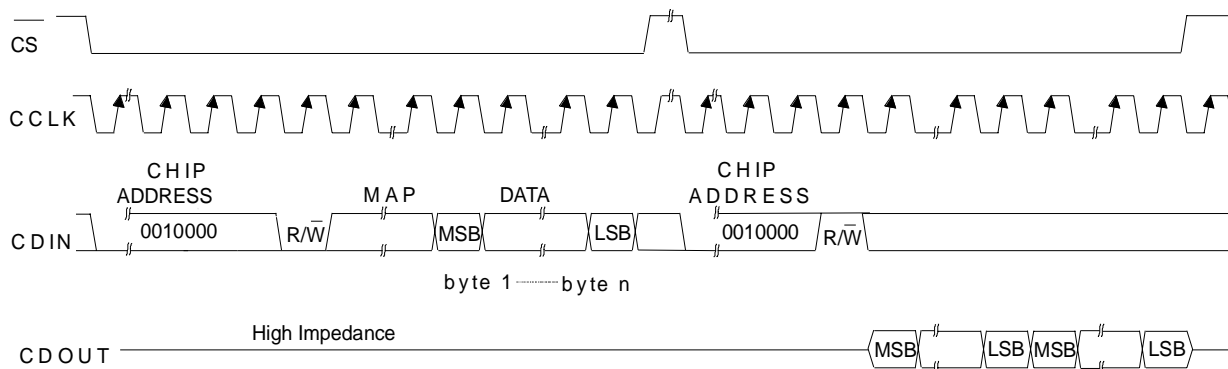 CS
CCLK
CHIP ADDRESS
MAP
DATA
CHIP ADDRESS
CDIN
0010000
R/W
MSB
LSB
0010000
R/W
byte 1 ........ byte n
High Impedance
CDOUT
MSB
LSB
MSB
LSB